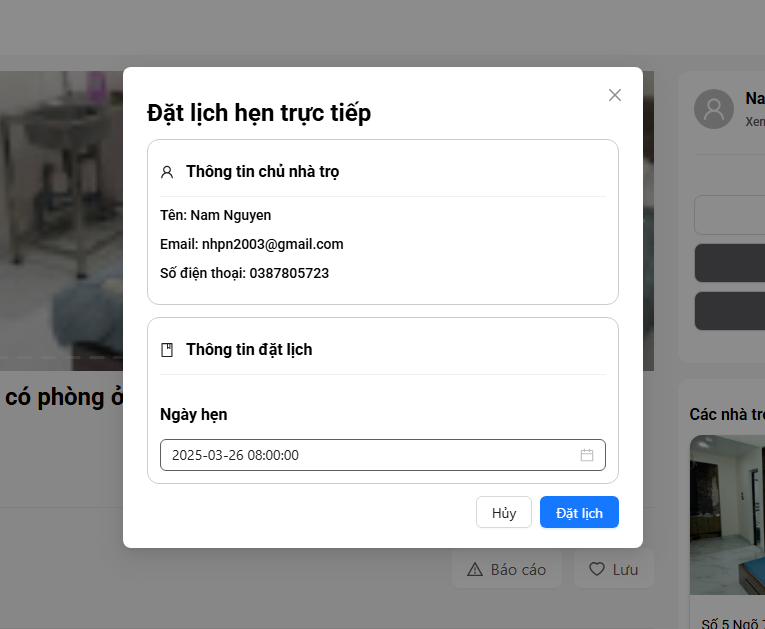 Đặt lịch hẹn trực tiếp
Thông tin chủ nhà trọ
Tên: Nam Nguyen
Email: nhpn2003@gmail.com
Số điện thoại: 0387805723
Thông tin đặt lịch
Ngày hẹn
2025-03-26 08:00:00
Hủy
Đặt lịch
có phòng ở
Báo cáo
Lưu
Na
Xen
Các nhà trọ
Số 5 Ngõ 7